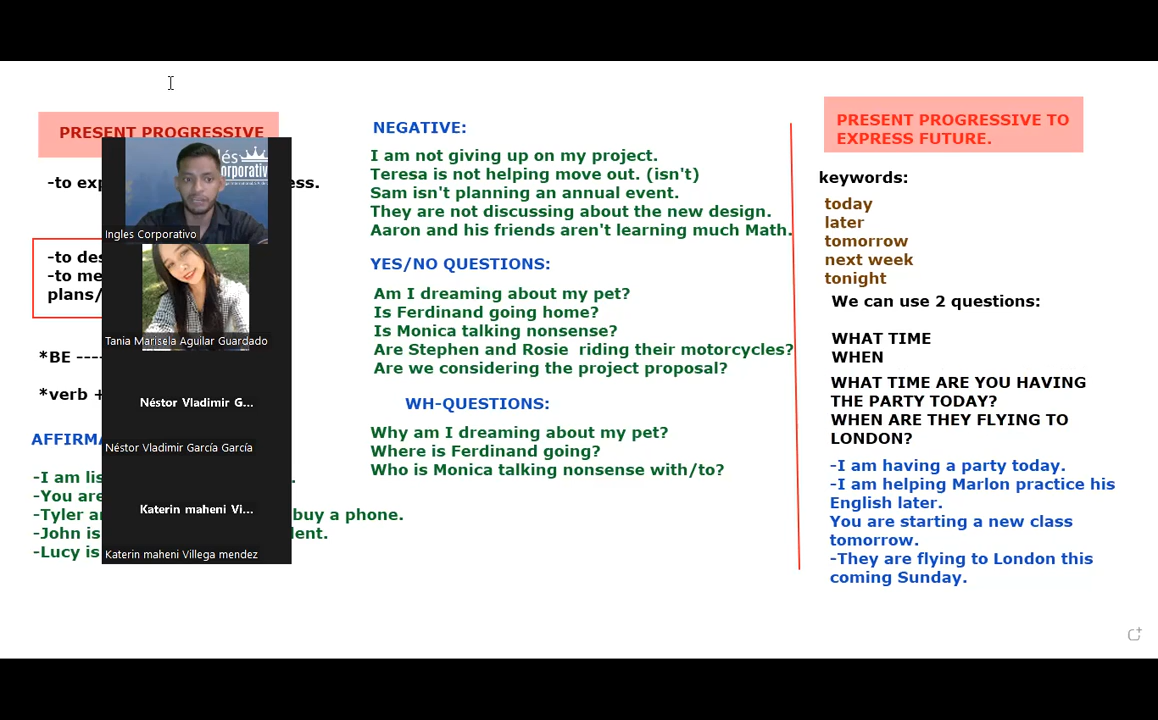 PRESENT PROGRESSIVE
-to ess.
-to
-to
plans/
*BE ----
*verb +
-I am
-You are
-Tyler buy a phone.
-John is
-Lucy is
lés
orporativ
Ingles Corporativo
Tania Marisela Aguilar Guardado
Néstor Vladimir G...
Néstor Vladimir García García
Katerin maheni Vi...
Katerin maheni Villega mendez
NEGATIVE:
I am not giving up on my project.
Teresa is not helping move out. (isn't)
Sam isn't planning an annual event.
They are not discussing about the new design.
Aaron and his friends aren't learning much Math.
YES/NO QUESTIONS:
Am I dreaming about my pet?
Is Ferdinand going home?
Is Monica talking nonsense?
Are Stephen and Rosie riding their motorcycles?
Are we considering the project proposal?
WH-QUESTIONS:
Why am I dreaming about my pet?
Where is Ferdinand going?
Who is Monica talking nonsense with/to?
PRESENT PROGRESSIVE TO
EXPRESS FUTURE.
keywords:
today
later
tomorrow
next week
tonight
We can use 2 questions:
WHAT TIME
WHEN
WHAT TIME ARE YOU HAVING
THE PARTY TODAY?
WHEN ARE THEY FLYING TO
LONDON?
-I am having a party today.
-I am helping Marlon practice his
English later.
You are starting a new class
tomorrow.
-They are flying to London this
coming Sunday.